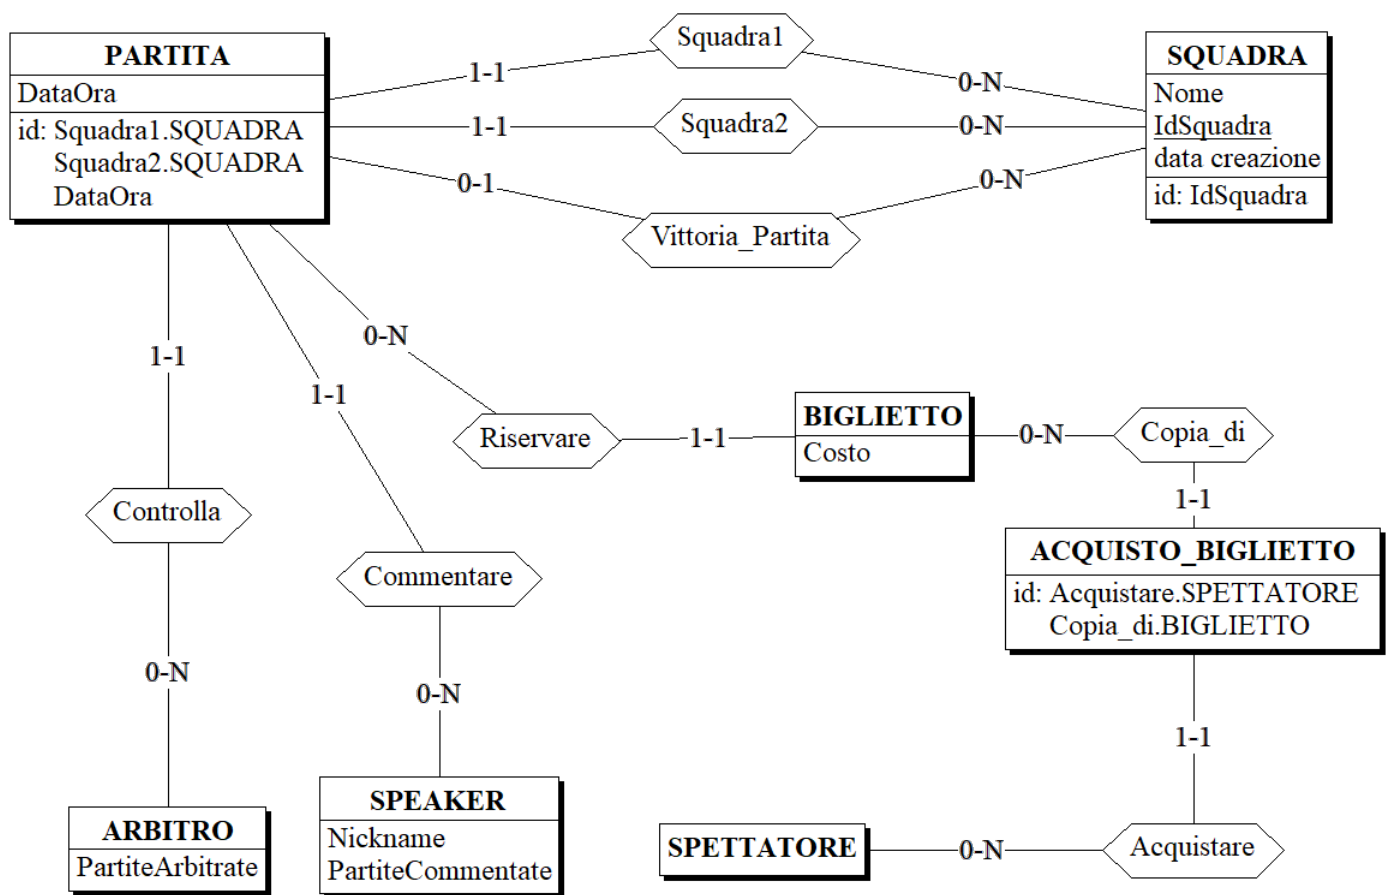 PARTITA
DataOra
id: Squadra1.SQUADRA
Squadra2.SQUADRA
DataOra
Squadra1
1-1
0-N
Squadra2
1-1
0-N
Vittoria_Partita
0-1
0-N
SQUADRA
Nome
IdSquadra
data creazione
id: IdSquadra
1-1
Controlla
0-N
ARBITRO
PartiteArbitrate
1-1
Commentare
0-N
SPEAKER
Nickname
PartiteCommentate
0-N
Riservare
1-1
BIGLIETTO
Costo
0-N
Copia_di
1-1
ACQUISTO_BIGLIETTO
id: Acquistare.SPETTATORE
Copia_di.BIGLIETTO
1-1
Acquistare
0-N
SPETTATORE